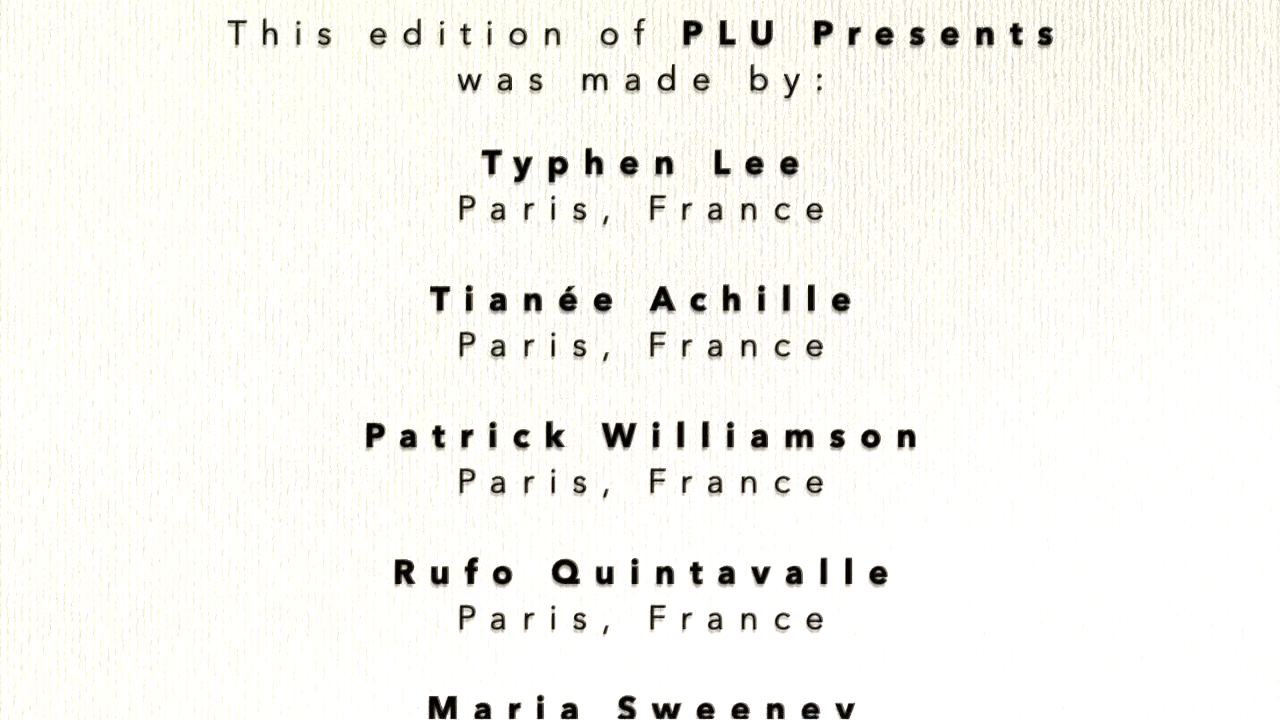 This edition of PLU Presents
was made by:
Typhen Lee
Paris, France
Tianée Achille
Paris, France
Patrick Williamson
Paris, France
Rufo Quintavalle
Paris, France
Maria Sweeney